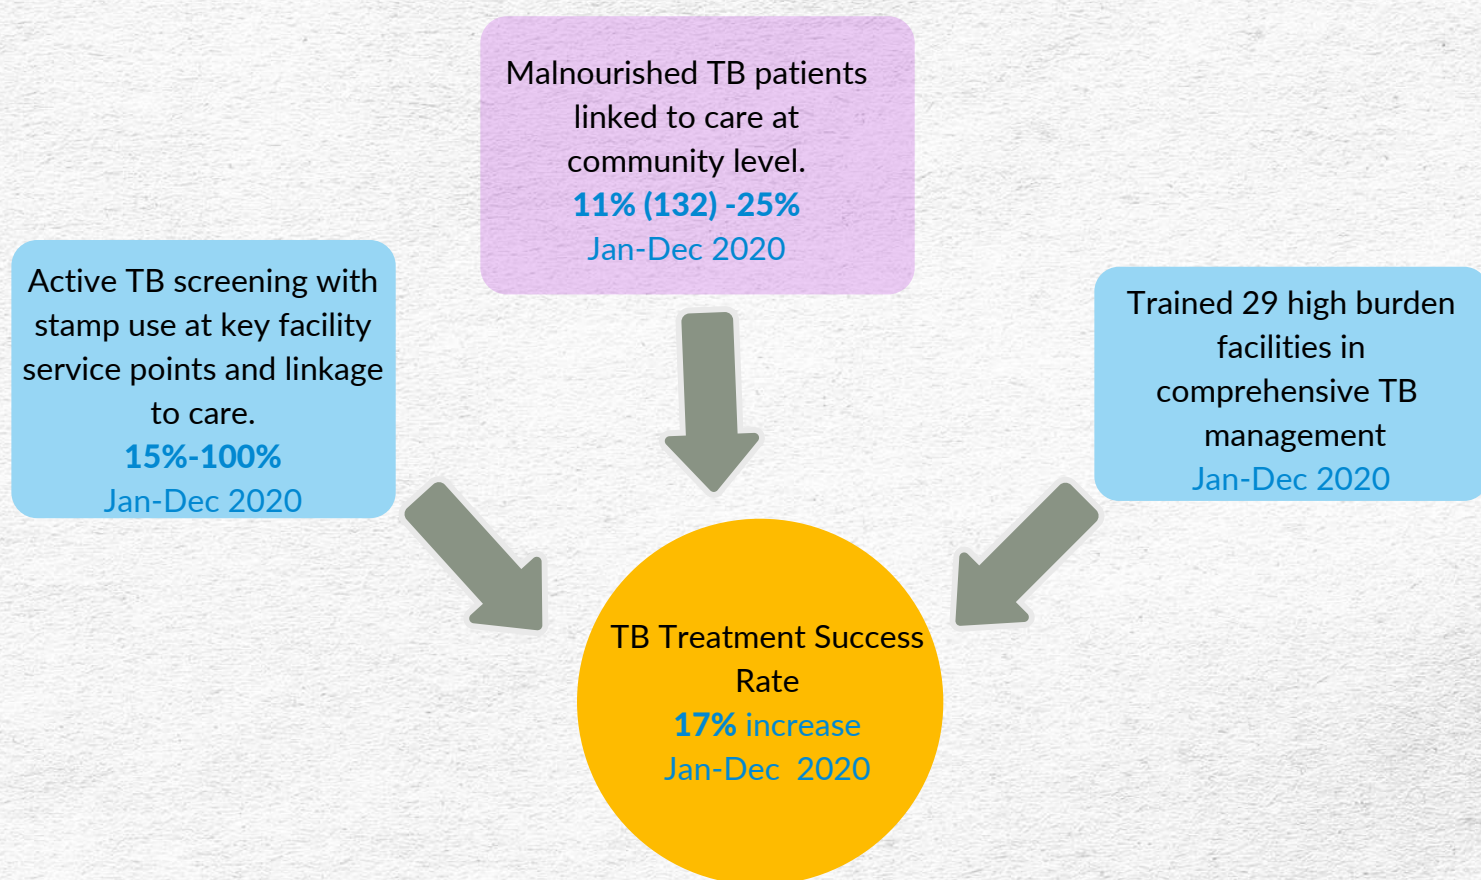 Malnourished TB patients
linked to care at
community level.
11% (132) -25%
Jan-Dec 2020
Active TB screening with
stamp use at key facility
service points and linkage
to care.
15%-100%
Jan-Dec 2020
Trained 29 high burden
facilities in
comprehensive TB
management
Jan-Dec 2020
TB Treatment Success
Rate
17% increase
Jan-Dec  2020